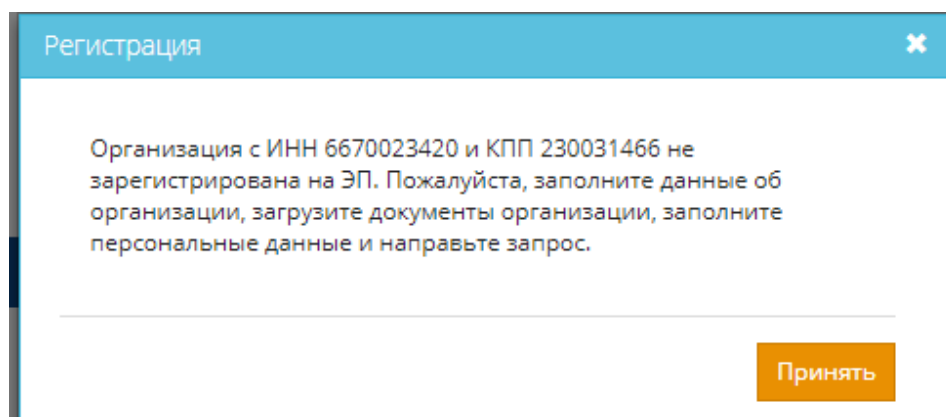 Регистрация
Организация с ИНН 6670023420 и КПП 230031466 не
зарегистрирована на ЭП. Пожалуйста, заполните данные об
организации, загрузите документы организации, заполните
персональные данные и направьте запрос.
Принять